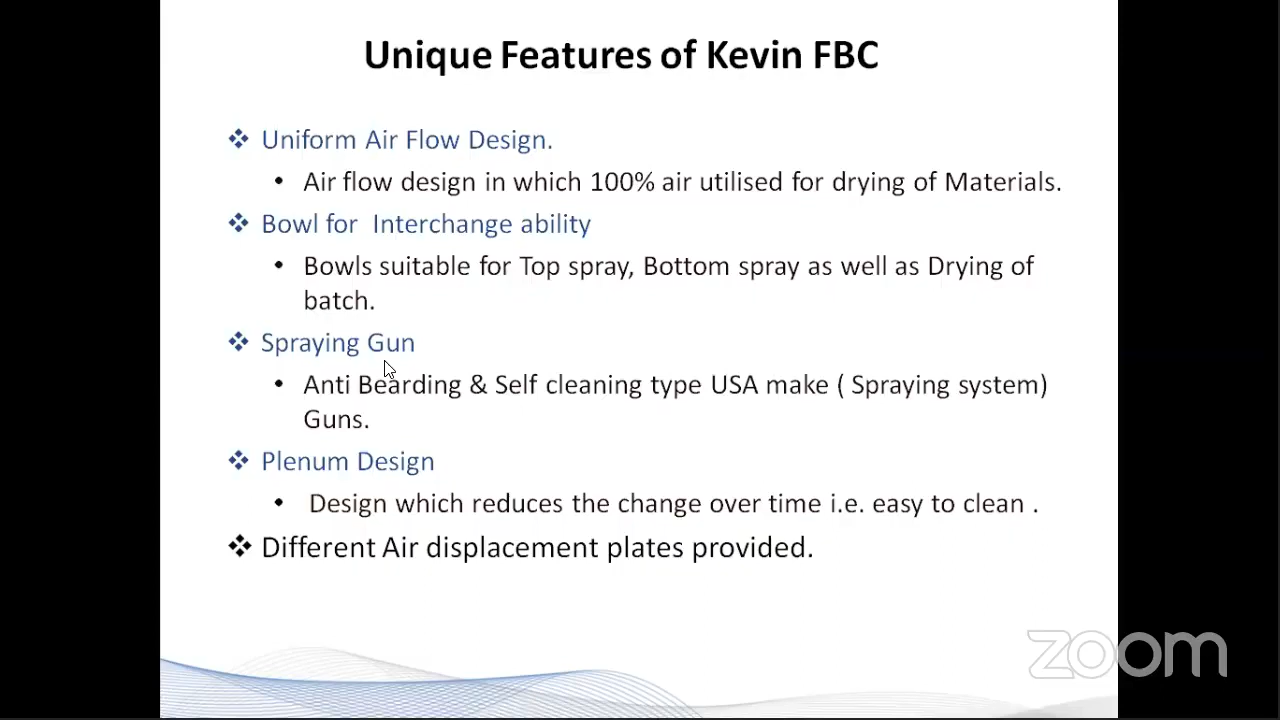 Unique Features of Kevin FBC
Uniform Air Flow Design.
Air flow design in which 100% air utilised for drying of Materials.
Bowl for Interchange ability
Bowls suitable for Top spray, Bottom spray as well as Drying of
batch.
Spraying Gun
Anti Bearding & Self cleaning type USA make ( Spraying system)
Guns.
Plenum Design
Design which reduces the change over time i.e. easy to clean .
Different Air displacement plates provided.
zoom